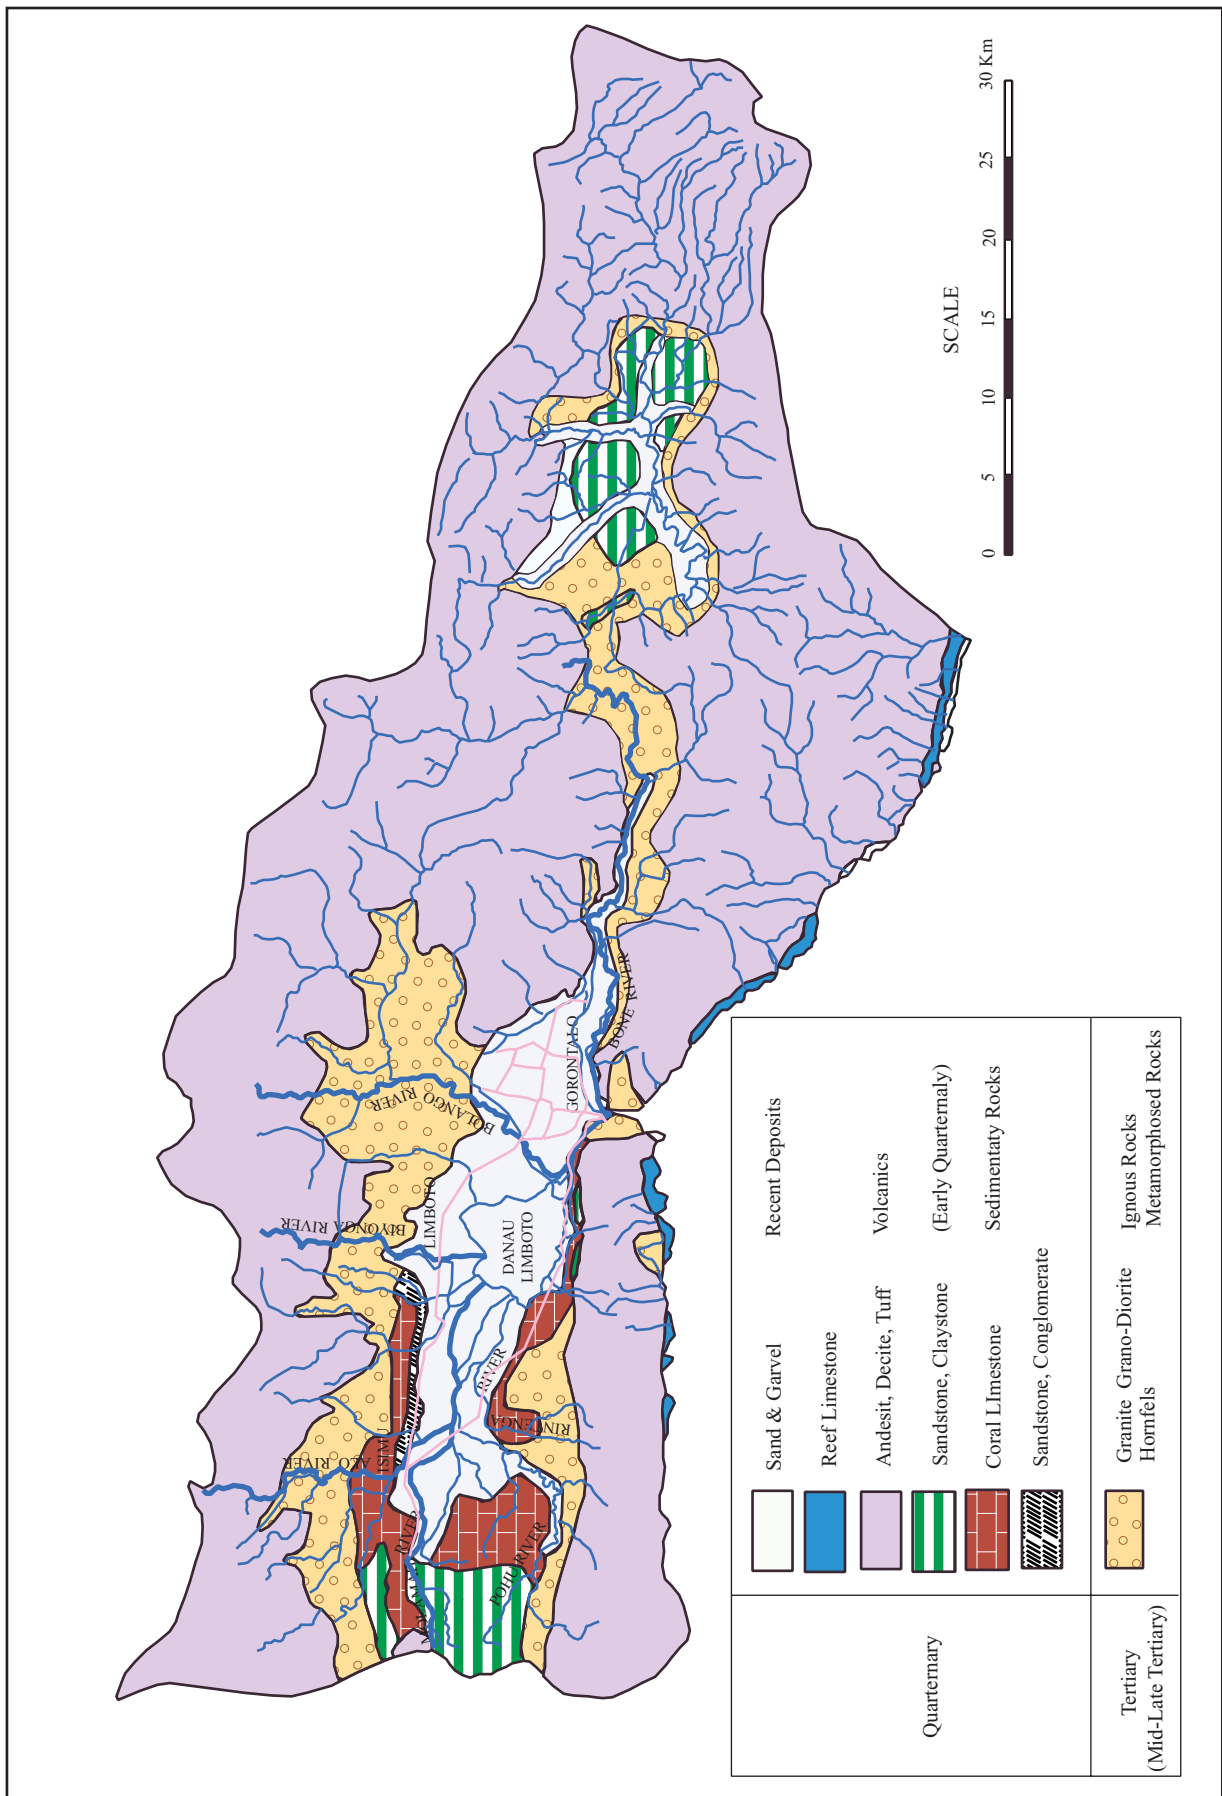 ALO RIVER
ISIMU
BIYONGA RIVER
BOLANGO RIVER
LIMBOTO
DANAU
LIMBOTO
GORONTALO
BONE RIVER
RIVER
RINTENGA
RIVER
POHU RIVER
SCALE
0 5 10 15 20 25 30 Km
Quarternary
Sand & Garvel Recent Deposits
Reef Limestone
Andesit, Decite, Tuff Volcanics
Sandstone, Claystone (Early Quarternaly)
Coral LImestone Sedimentaty Rocks
Sandstone, Conglomerate
Tertiary
(Mid-Late Tertiary)
Granite Grano-Diorite Ignous Rocks
Hornfels Metamorphosed Rocks